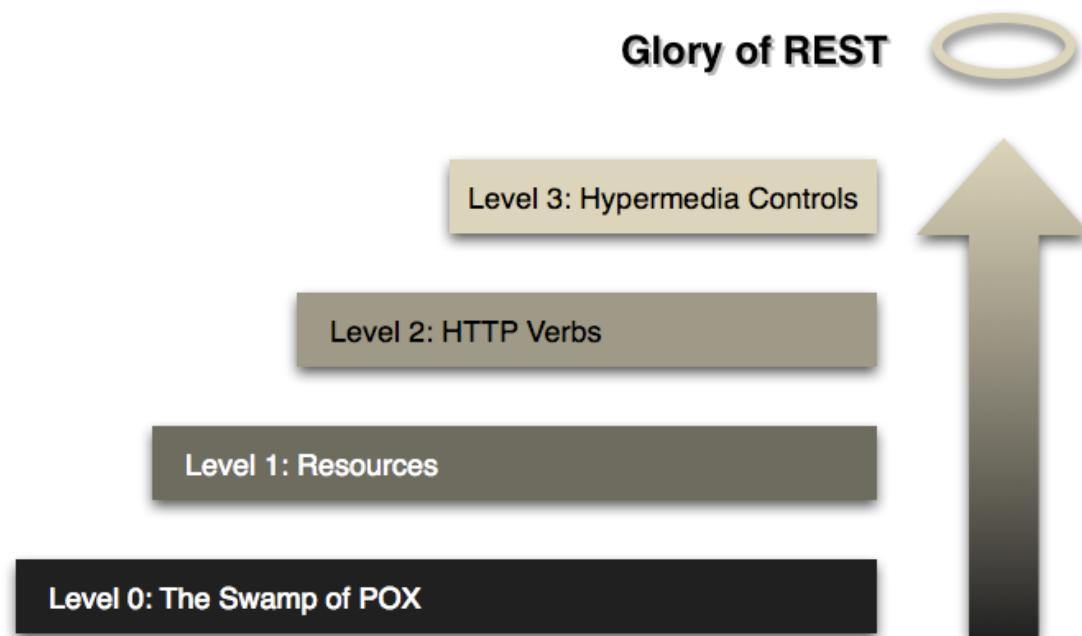 Glory of REST
Level 3: Hypermedia Controls
Level 2: HTTP Verbs
Level 1: Resources
Level 0: The Swamp of POX